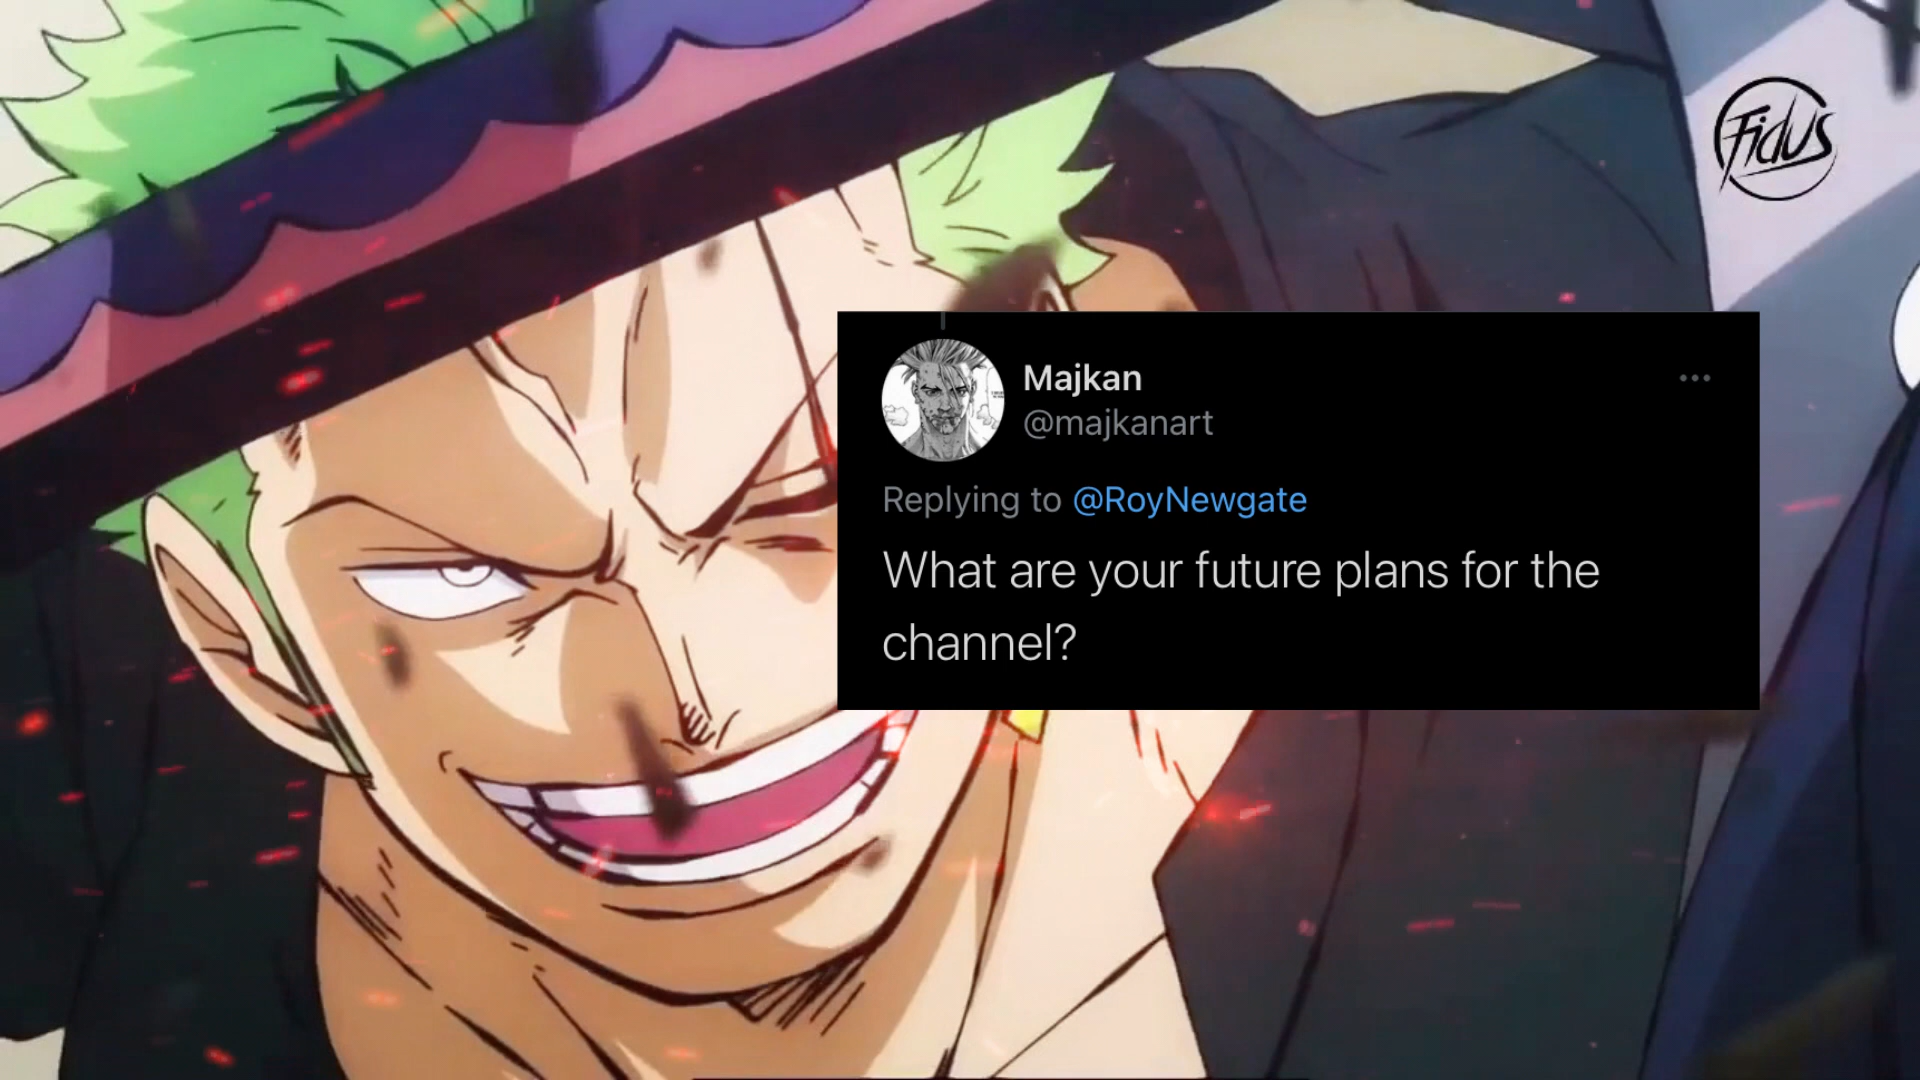 Fidus
Majkan
@majkanart
Replying to @RoyNewgate
What are your future plans for the
channel?